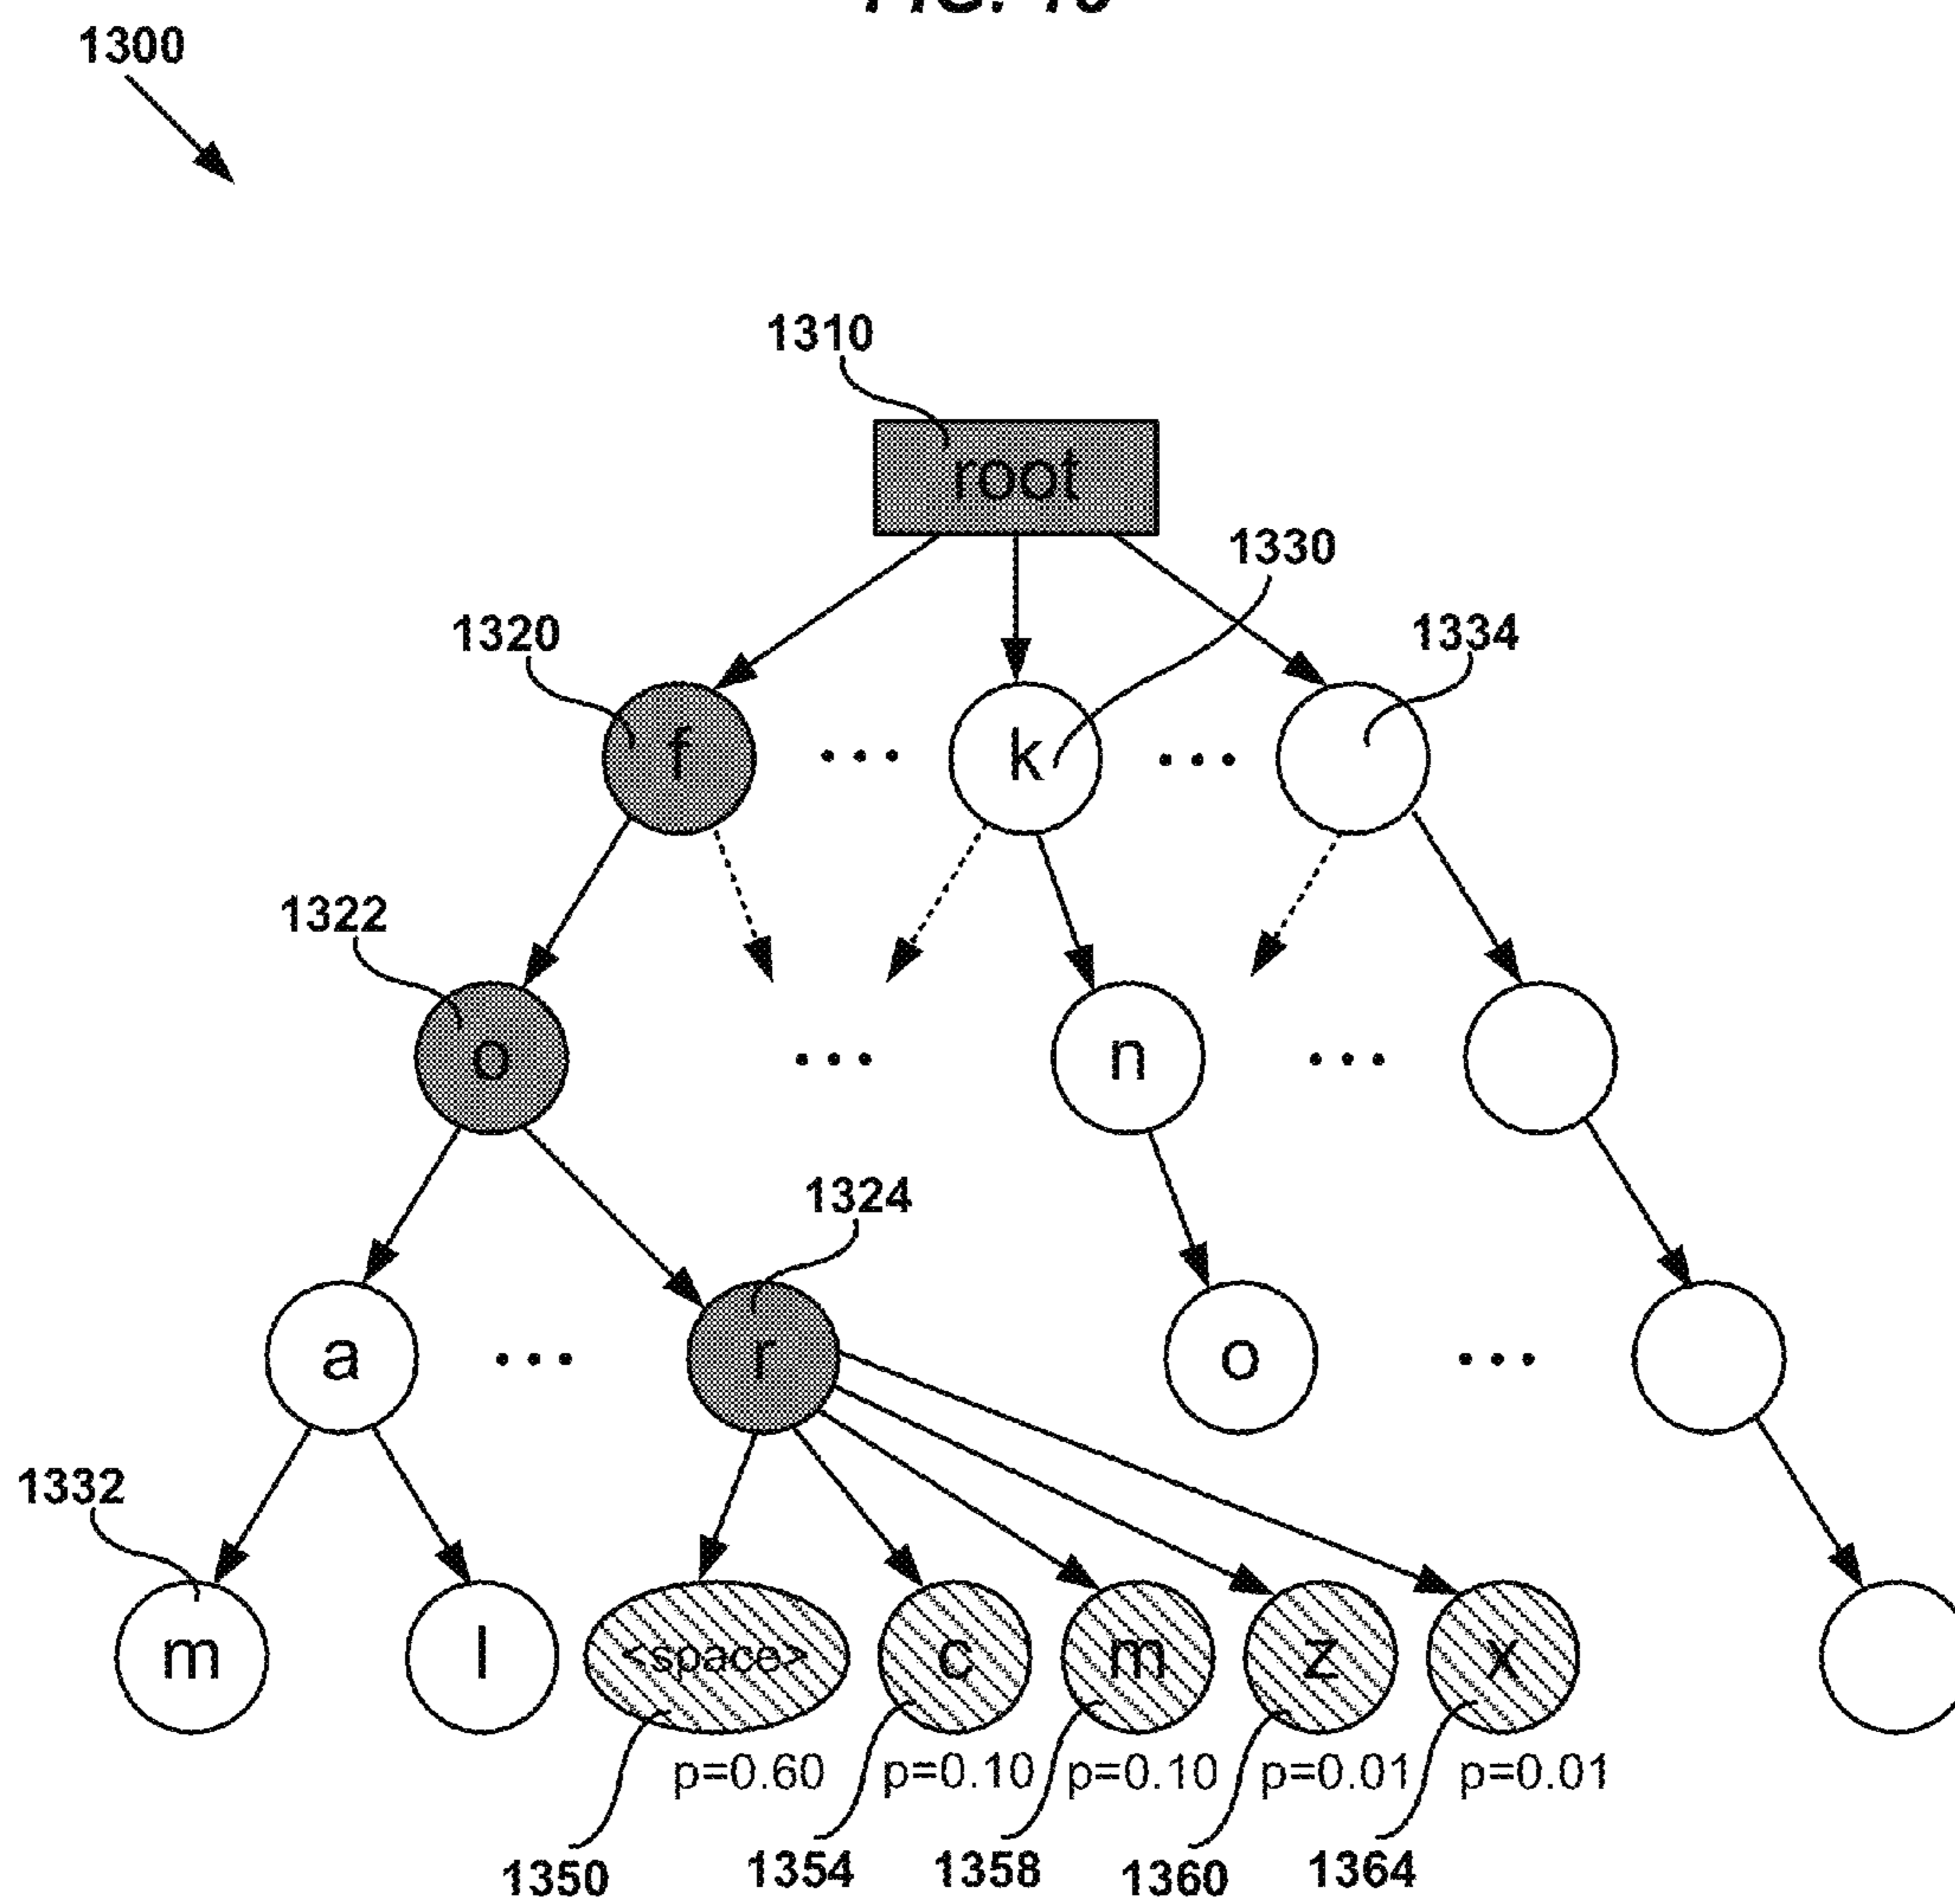 1300
1310
root
1330
1320
1334
f ... k ...
1322
o ... n ...
1324
a ... r o ...
1332
m l <space> c m z x
p=0.60 p=0.10 p=0.10 p=0.01 p=0.01
1350 1354 1358 1360 1364